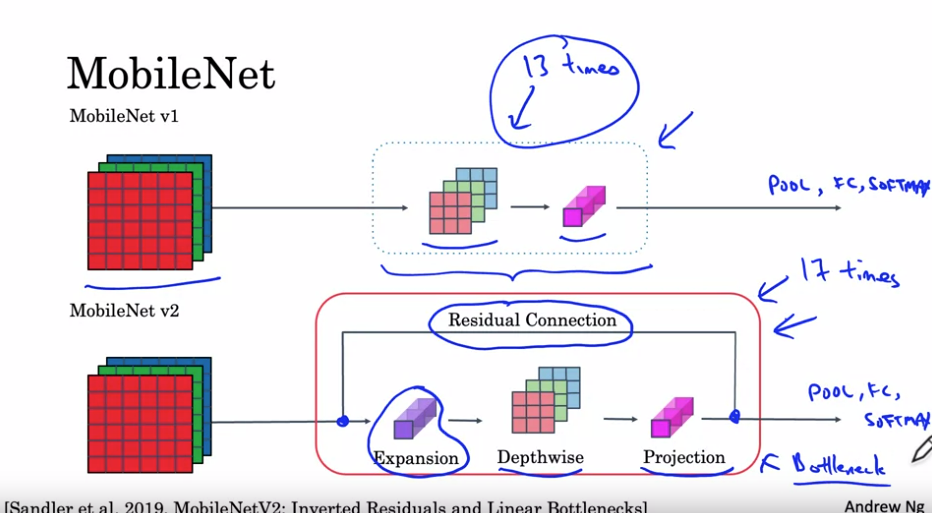 MobileNet
MobileNet v1
13 times
POOL, FC, SOFTMAX
17 times
MobileNet v2
Residual Connection
POOL, FC,
SOFTMAX
Expansion
Depthwise
Projection
Bottleneck
[Sandler et al. 2019, MobileNetV2: Inverted Residuals and Linear Bottlenecks]
Andrew Ng